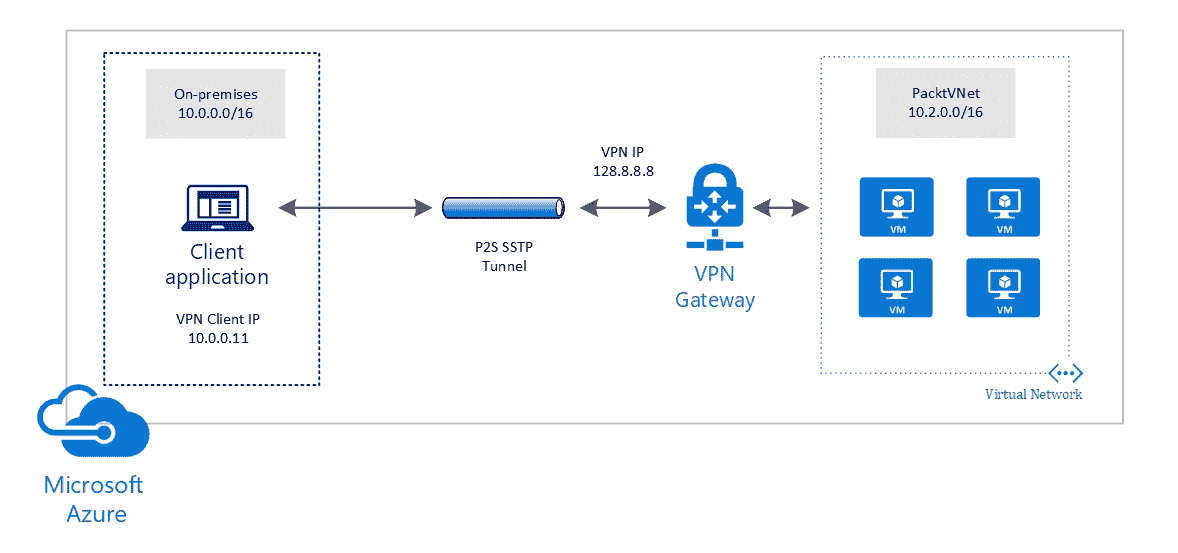 On-premises
10.0.0.0/16
Client
application
VPN Client IP
10.0.0.11
P2S SSTP
Tunnel
VPN IP
128.8.8.8
VPN
Gateway
PacktVNet
10.2.0.0/16
VM
VM
VM
VM
Virtual Network
Microsoft
Azure